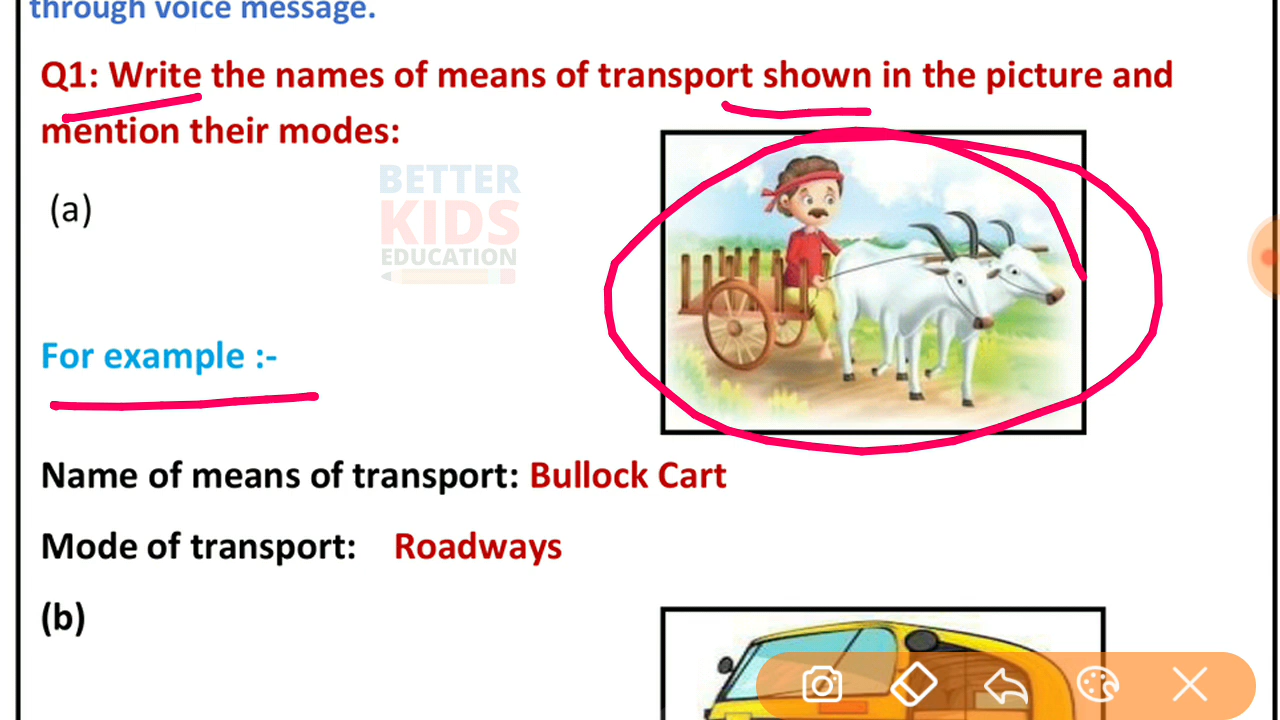 through voice message.
Q1: Write the names of means of transport shown in the picture and
mention their modes:
(a)
BETTER
KIDS
EDUCATION
For example :-
Name of means of transport: Bullock Cart
Mode of transport: Roadways
(b)